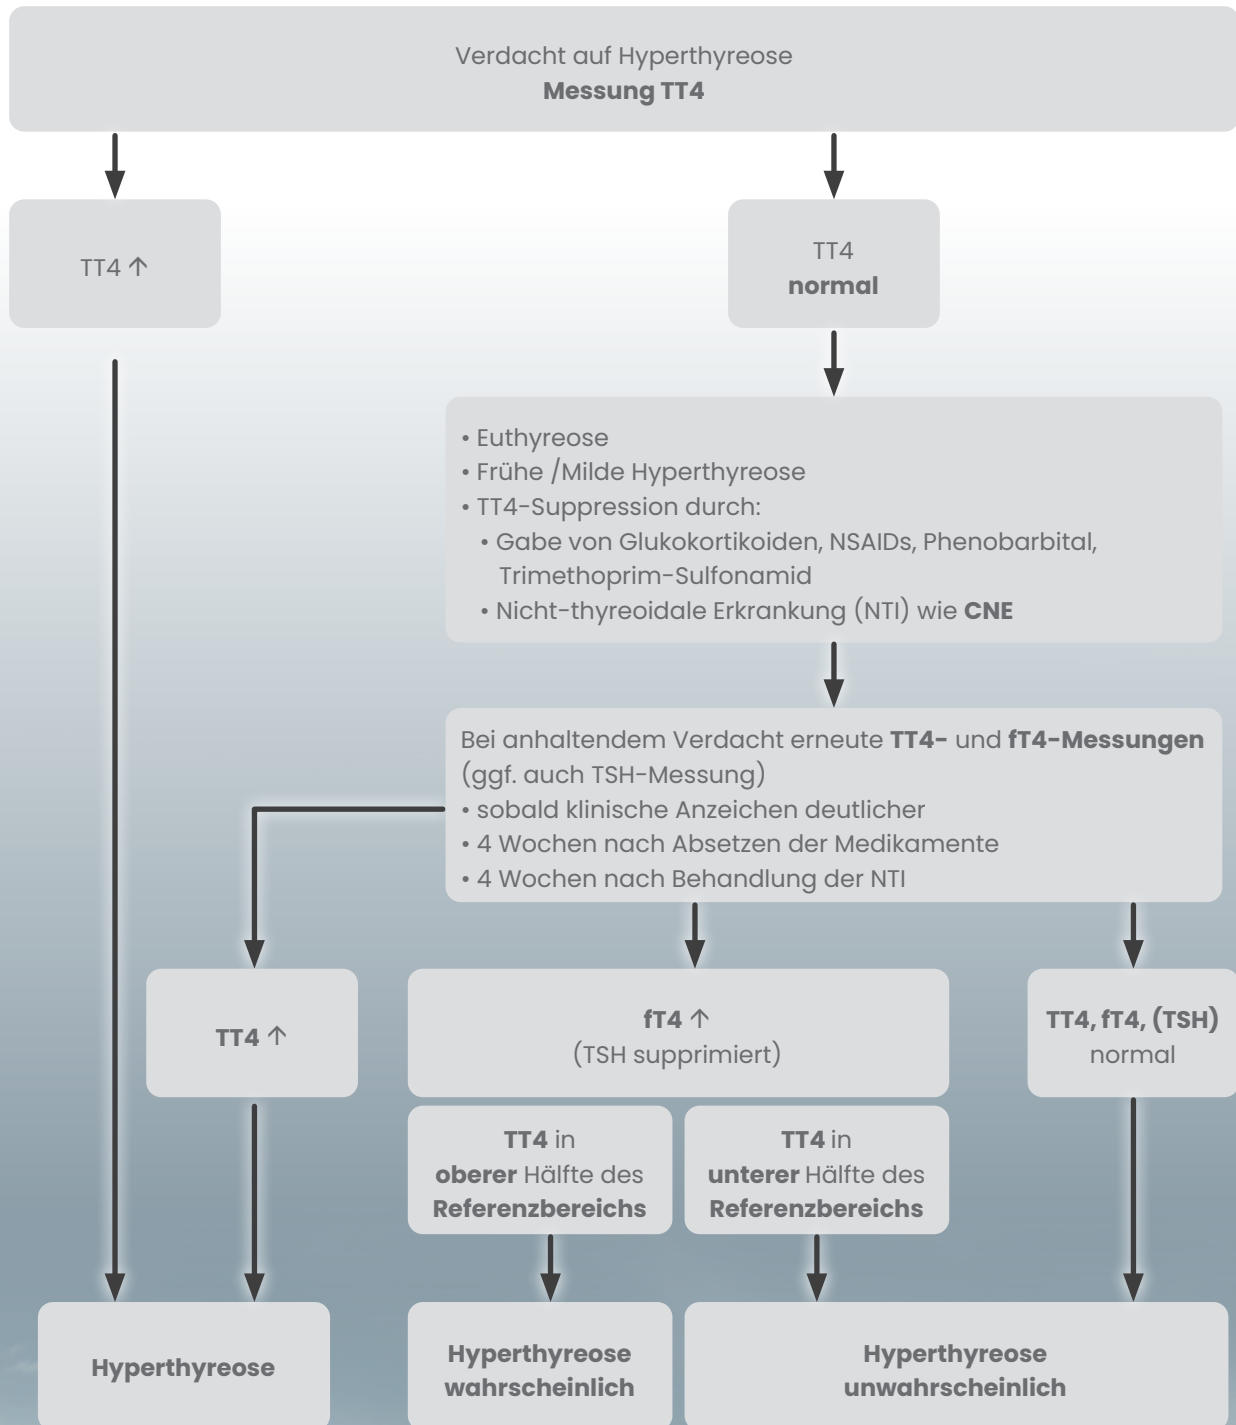 Verdacht auf Hyperthyreose
Messung TT4
TT4 ↑
TT4
normal
• Euthyreose
• Frühe /Milde Hyperthyreose
• TT4-Suppression durch:
• Gabe von Glukokortikoiden, NSAIDs, Phenobarbital,
Trimethoprim-Sulfonamid
• Nicht-thyreoidale Erkrankung (NTI) wie CNE
Bei anhaltendem Verdacht erneute TT4- und fT4-Messungen
(ggf. auch TSH-Messung)
• sobald klinische Anzeichen deutlicher
• 4 Wochen nach Absetzen der Medikamente
• 4 Wochen nach Behandlung der NTI
TT4 ↑
fT4 ↑
(TSH supprimiert)
TT4, fT4, (TSH)
normal
TT4 in
oberer Hälfte des
Referenzbereichs
TT4 in
unterer Hälfte des
Referenzbereichs
Hyperthyreose
Hyperthyreose
wahrscheinlich
Hyperthyreose
unwahrscheinlich